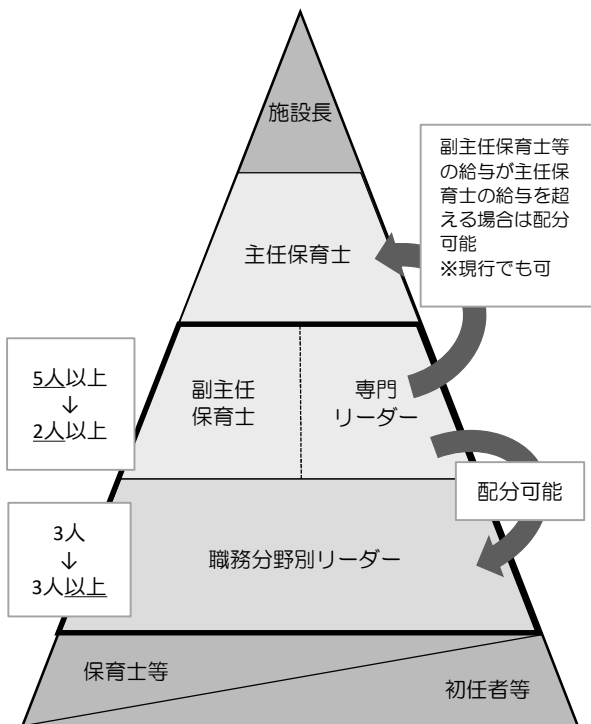 施設長
副主任保育士等
の給与が主任保
育士の給与を超
える場合は配分
可能
※現行でも可
主任保育士
5人以上
↓
2人以上
副主任
保育士
専門
リーダー
配分可能
3人
↓
3人以上
職務分野別リーダー
保育士等
初任者等